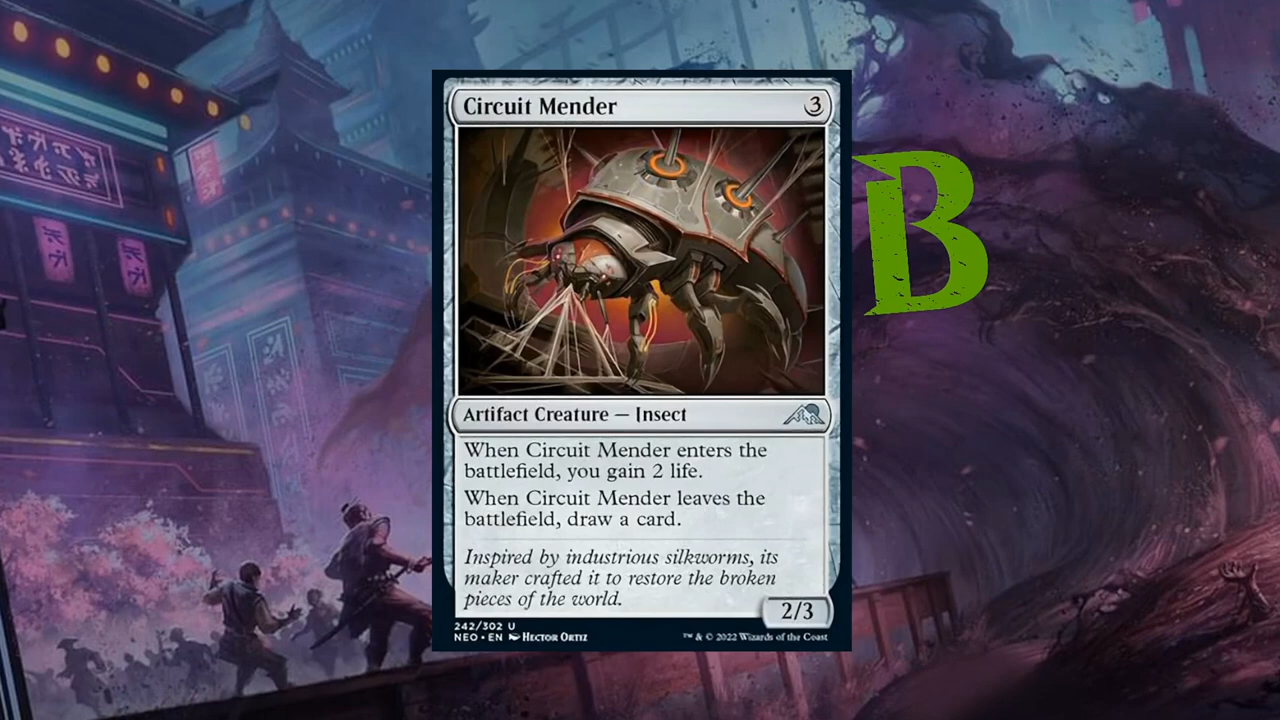 Circuit Mender 3
B
Artifact Creature — Insect
When Circuit Mender enters the
battlefield, you gain 2 life.
When Circuit Mender leaves the
battlefield, draw a card.
Inspired by industrious silkworms, its
maker crafted it to restore the broken
pieces of the world.
2/3
242/302 U
NEO • EN Hector Ortiz
™ & © 2022 Wizards of the Coast